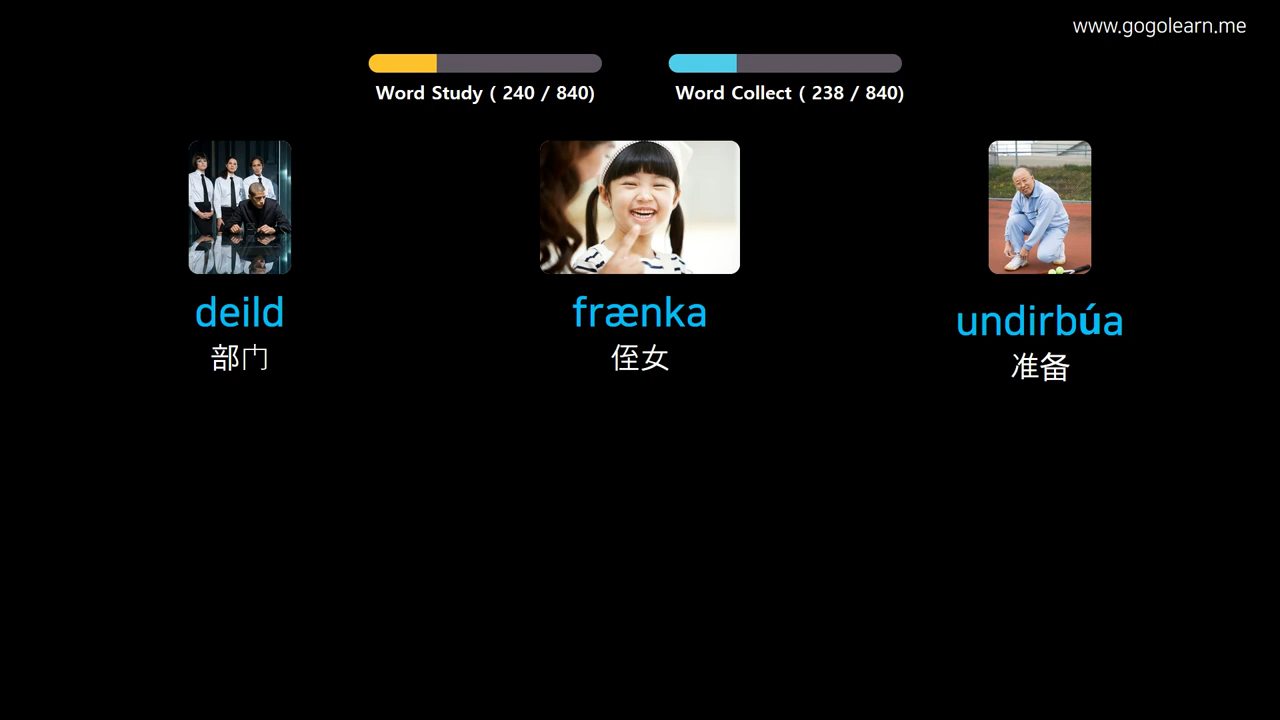 www.gogolearn.me
Word Study ( 240 / 840)
Word Collect ( 238 / 840)
deild
部门
frænka
侄女
undirbúa
准备